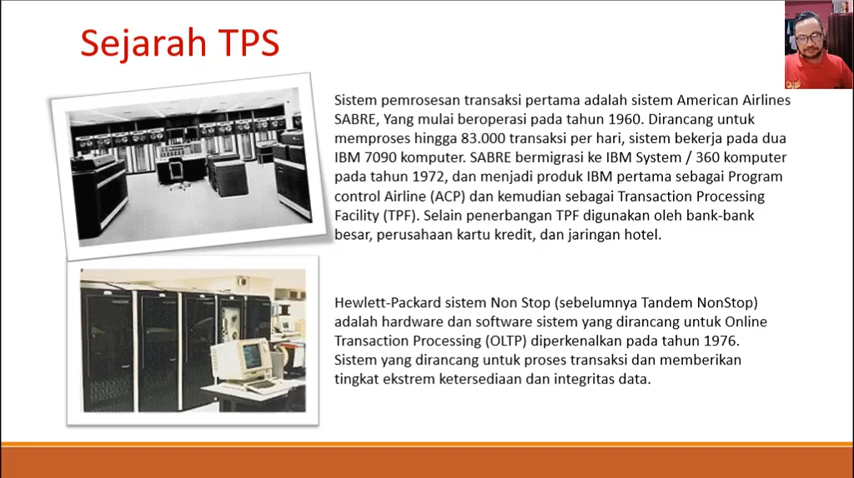 Sejarah TPS
Sistem pemrosesan transaksi pertama adalah sistem American Airlines
SABRE, Yang mulai beroperasi pada tahun 1960. Dirancang untuk
memproses hingga 83.000 transaksi per hari, sistem bekerja pada dua
IBM 7090 komputer. SABRE bermigrasi ke IBM System / 360 komputer
pada tahun 1972, dan menjadi produk IBM pertama sebagai Program
control Airline (ACP) dan kemudian sebagai Transaction Processing
Facility (TPF). Selain penerbangan TPF digunakan oleh bank-bank
besar, perusahaan kartu kredit, dan jaringan hotel.
Hewlett-Packard sistem Non Stop (sebelumnya Tandem NonStop)
adalah hardware dan software sistem yang dirancang untuk Online
Transaction Processing (OLTP) diperkenalkan pada tahun 1976.
Sistem yang dirancang untuk proses transaksi dan memberikan
tingkat ekstrem ketersediaan dan integritas data.